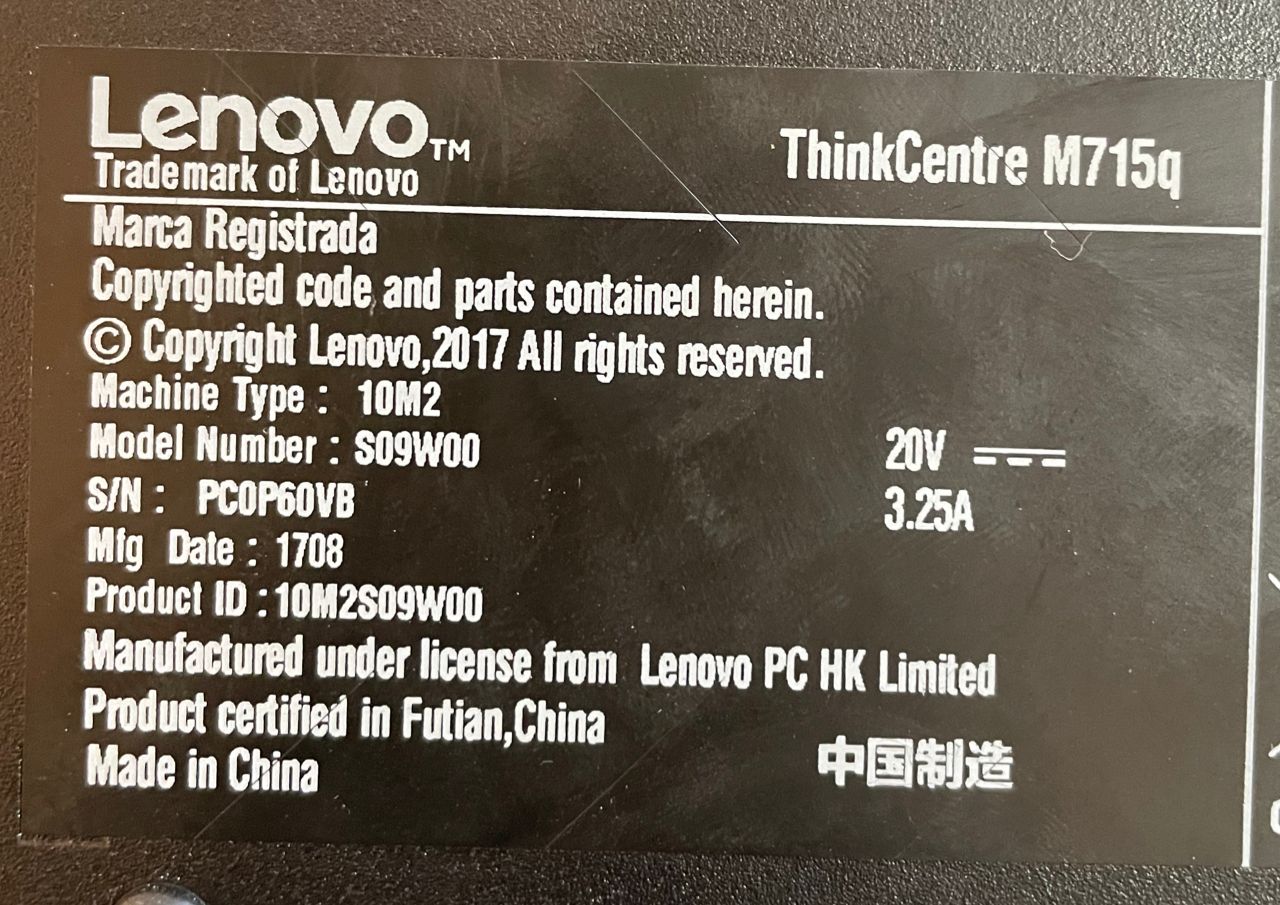 Lenovo™
Trademark of Lenovo
ThinkCentre M715q
Marca Registrada
Copyrighted code and parts contained herein.
© Copyright Lenovo,2017 All rights reserved.
Machine Type : 10M2
Model Number : S09W00
20V
S/N : PC0P60VB
3.25A
Mfg Date : 1708
Product ID :10M2S09W00
Manufactured under license from Lenovo PC HK Limited
Product certified in Futian,China
Made in China
中国制造